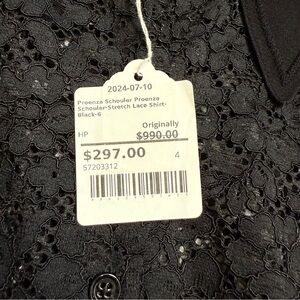 2024-07-10
Proenza Schouler Proenza
Schouler-Stretch Lace Shirt-
Black-6
Originally
HP $990.00
$297.00 4
57203312